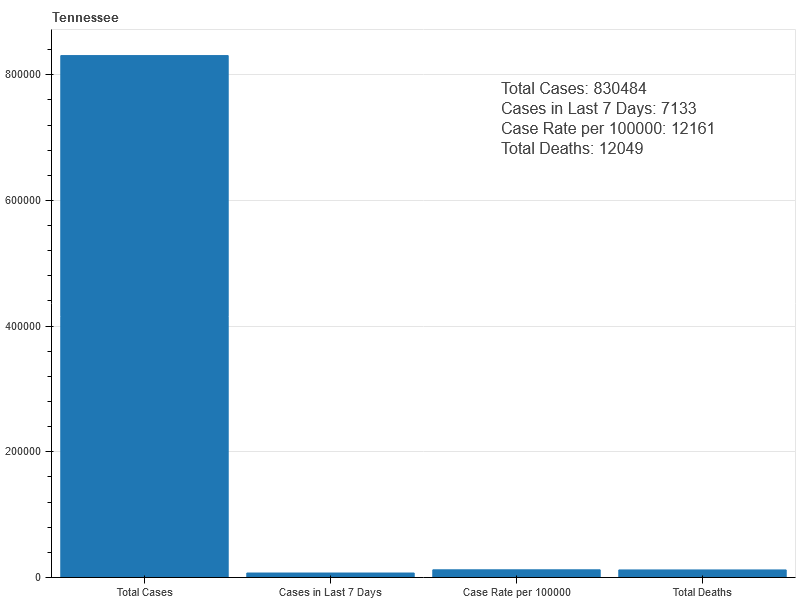 Tennessee
800000
600000
400000
200000
0
Total Cases: 830484
Cases in Last 7 Days: 7133
Case Rate per 100000: 12161
Total Deaths: 12049
Total Cases
Cases in Last 7 Days
Case Rate per 100000
Total Deaths